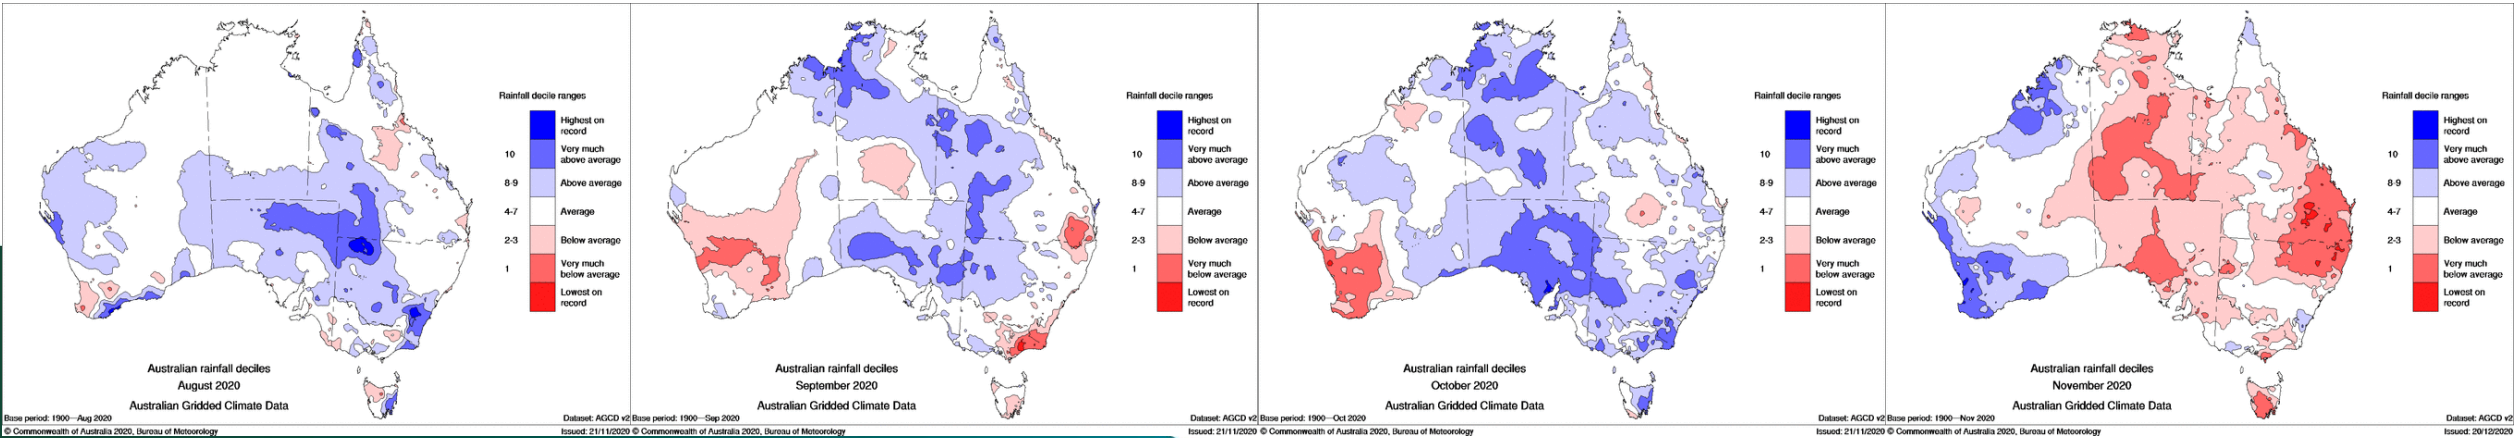 Rainfall decile ranges
Highest on
record
10
Very much
above average
8-9
Above average
4-7
Average
2-3
Below average
1
Very much
below average
Lowest on
record
Australian rainfall deciles
August 2020
Australian Gridded Climate Data
Base period: 1900—Aug 2020
Dataset: AGCD v2
© Commonwealth of Australia 2020, Bureau of Meteorology
Issued: 21/11/2020
Rainfall decile ranges
Highest on
record
10
Very much
above average
8-9
Above average
4-7
Average
2-3
Below average
1
Very much
below average
Lowest on
record
Australian rainfall deciles
September 2020
Australian Gridded Climate Data
Base period: 1900—Sep 2020
Dataset: AGCD v2
© Commonwealth of Australia 2020, Bureau of Meteorology
Issued: 21/11/2020
Rainfall decile ranges
Highest on
record
10
Very much
above average
8-9
Above average
4-7
Average
2-3
Below average
1
Very much
below average
Lowest on
record
Australian rainfall deciles
October 2020
Australian Gridded Climate Data
Base period: 1900—Oct 2020
Dataset: AGCD v2
© Commonwealth of Australia 2020, Bureau of Meteorology
Issued: 21/11/2020
Rainfall decile ranges
Highest on
record
10
Very much
above average
8-9
Above average
4-7
Average
2-3
Below average
1
Very much
below average
Lowest on
record
Australian rainfall deciles
November 2020
Australian Gridded Climate Data
Base period: 1900—Nov 2020
Dataset: AGCD v2
© Commonwealth of Australia 2020, Bureau of Meteorology
Issued: 20/12/2020